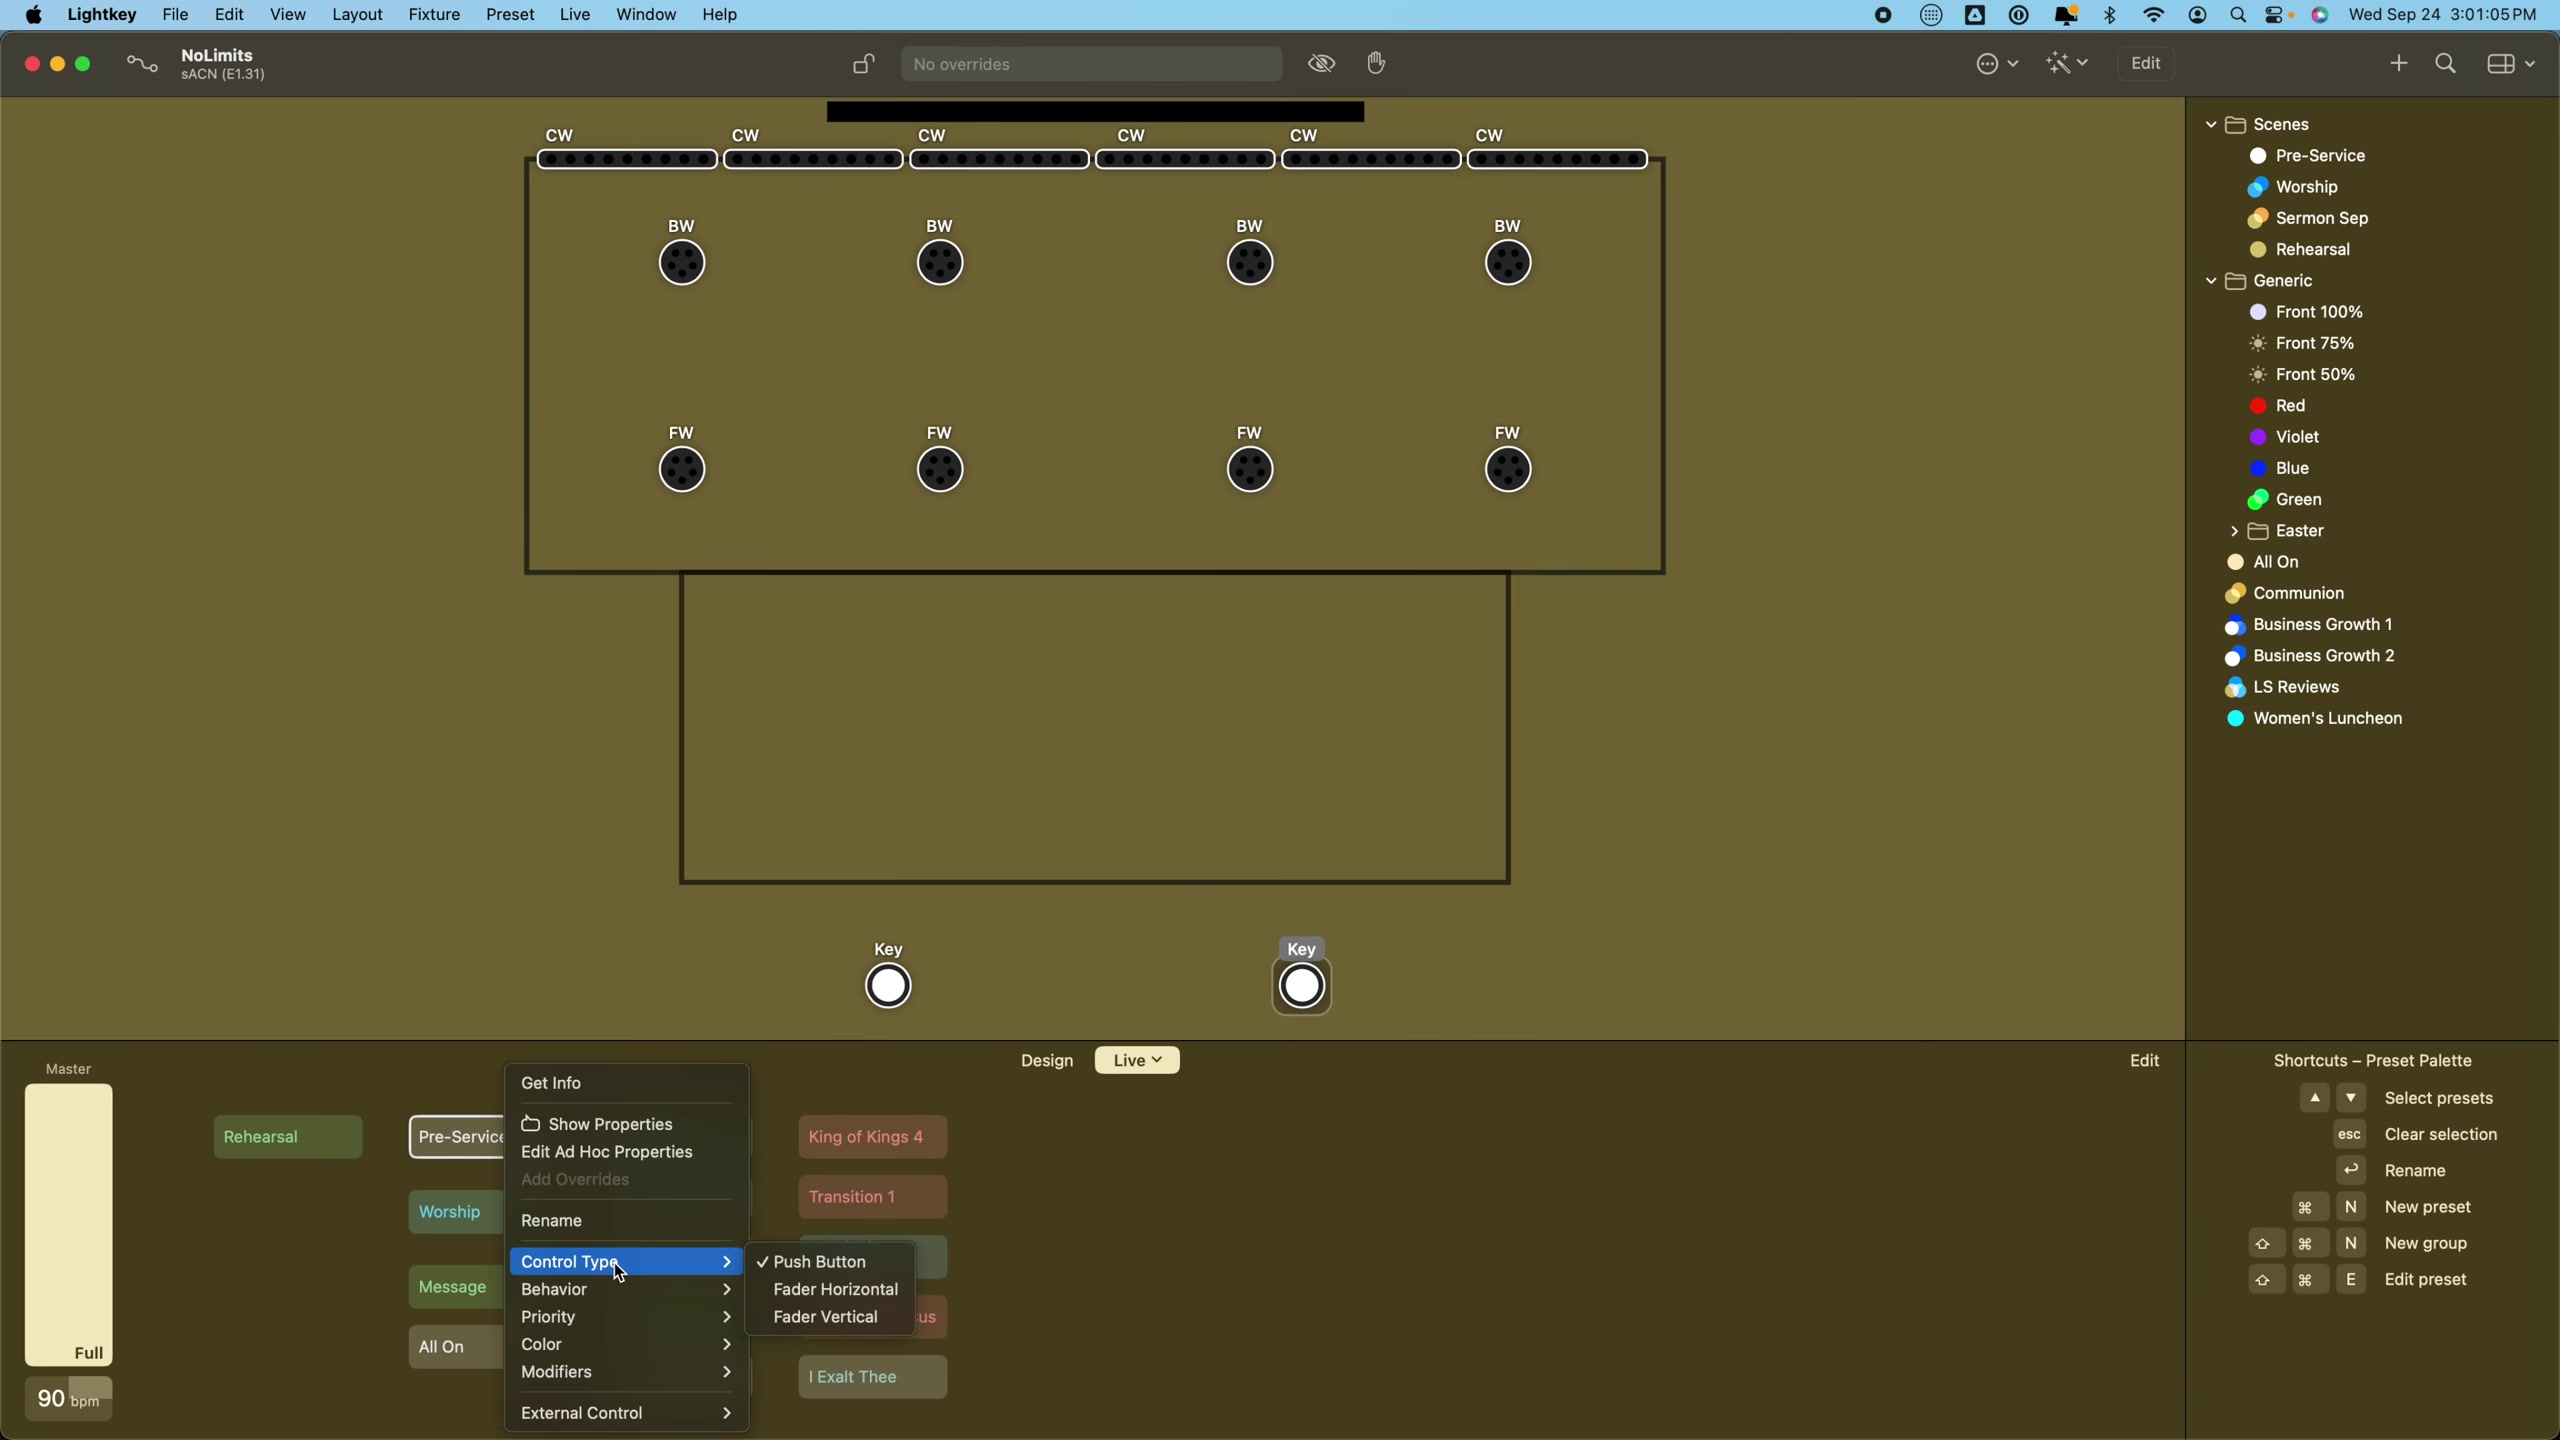 Lightkey File Edit View Layout Fixture Preset Live Window Help
Wed Sep 24 3:01:05 PM
NoLimits
sACN (E1.31)
No overrides
Edit
CW CW CW CW CW CW
BW BW BW BW
FW FW FW FW
Key Key
Scenes
Pre-Service
Worship
Sermon Sep
Rehearsal
Generic
Front 100%
Front 75%
Front 50%
Red
Violet
Blue
Green
Easter
All On
Communion
Business Growth 1
Business Growth 2
LS Reviews
Women's Luncheon
Design Live Edit
Master
Full
90 bpm
Rehearsal
Pre-Service
Worship
Message
All On
Get Info
Show Properties
Edit Ad Hoc Properties
Add Overrides
Rename
Control Type
Behavior
Priority
Color
Modifiers
External Control
Push Button
Fader Horizontal
Fader Vertical
King of Kings 4
Transition 1
us
I Exalt Thee
Shortcuts – Preset Palette
▲ ▼ Select presets
esc Clear selection
↩ Rename
⌘ N New preset
⇧ ⌘ N New group
⇧ ⌘ E Edit preset